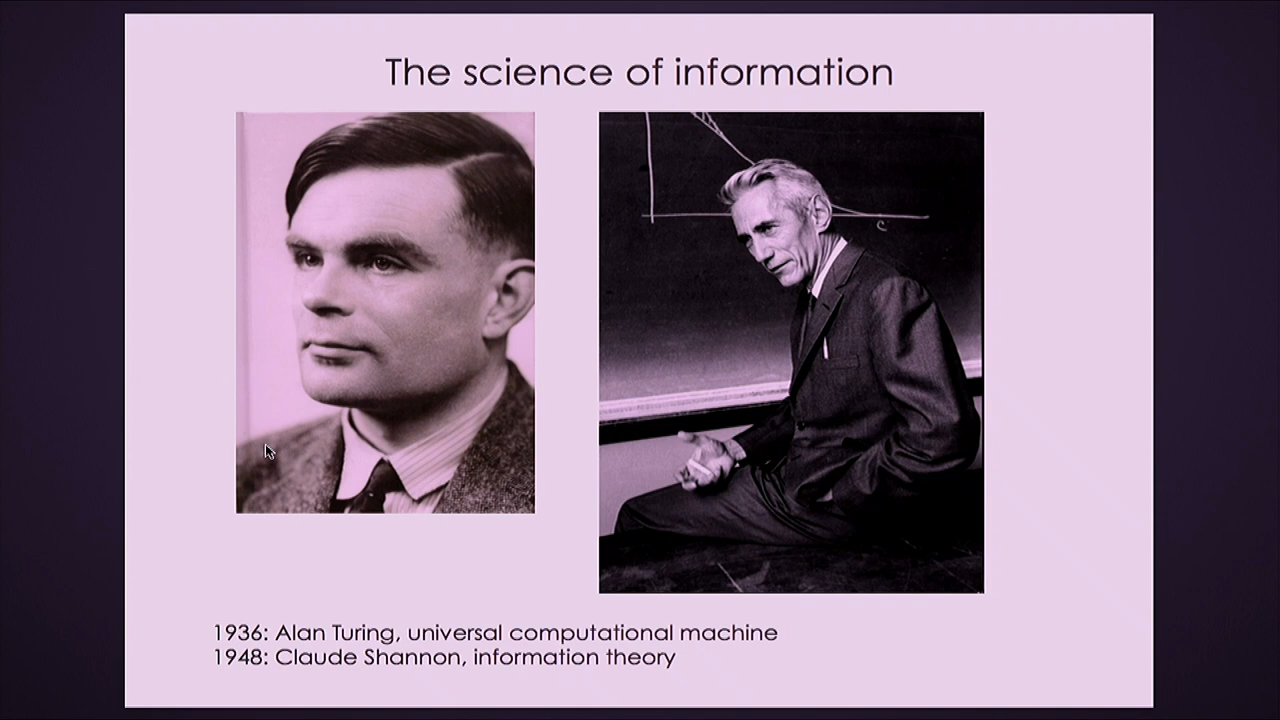 The science of information
c
1936: Alan Turing, universal computational machine
1948: Claude Shannon, information theory